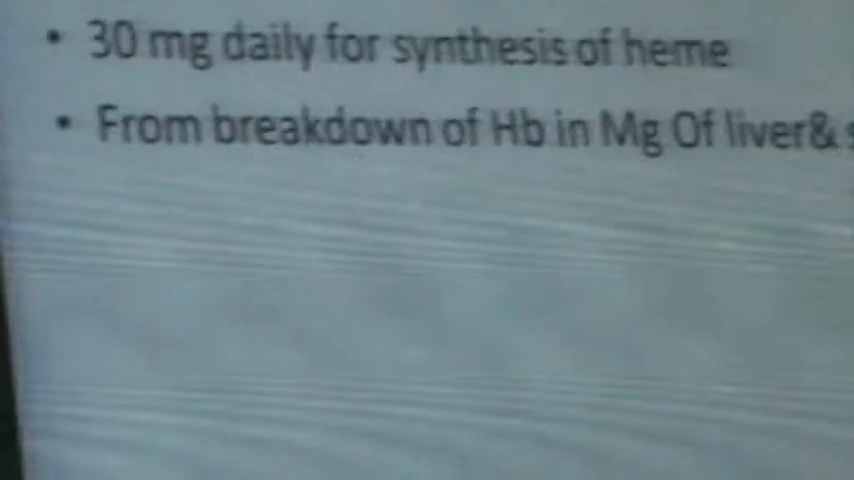 • 30 mg daily for synthesis of heme
• From breakdown of Hb in Mg Of liver&